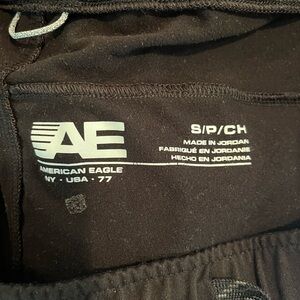 AE
AMERICAN EAGLE
NY · USA · 77
S/P/CH
MADE IN JORDAN
FABRIQUÉ EN JORDANIE
HECHO EN JORDANIA